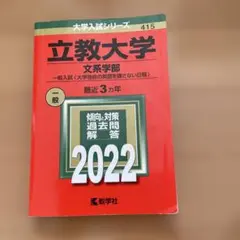 大学入試シリーズ
415
立教大学
文系学部
一般入試〈大学独自の英語を課さない日程〉
最近3カ年
一般
傾向と対策
過去問
解答
2022
教学社